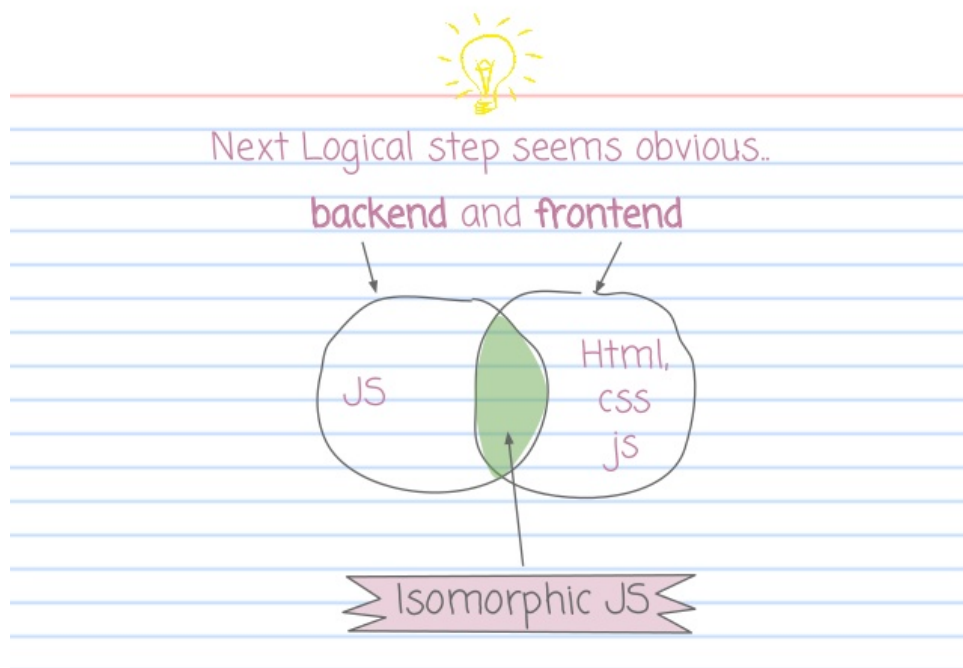 Next Logical step seems obvious..
backend and frontend
JS
Html,
css
js
Isomorphic JS